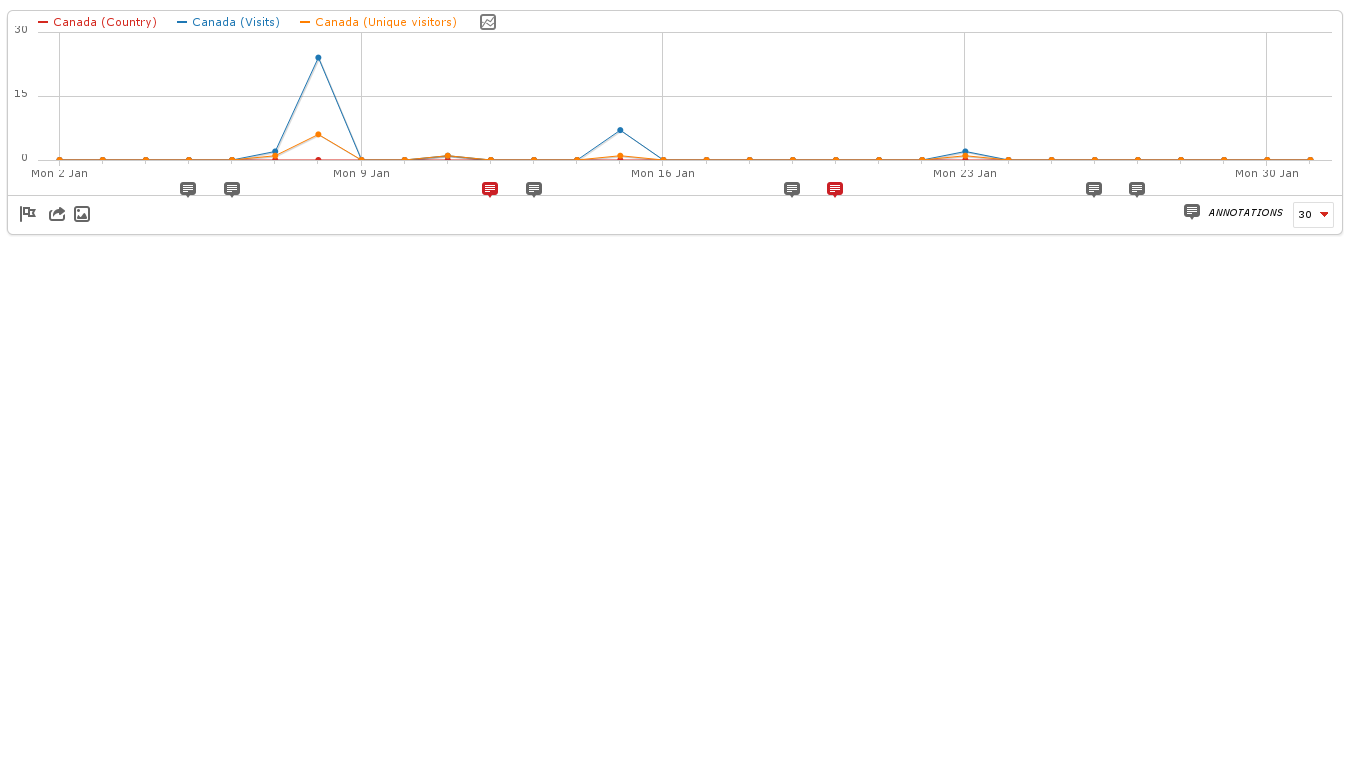 Canada (Country) Canada (Visits) Canada (Unique visitors)
30
15
0
Mon 2 Jan Mon 9 Jan Mon 16 Jan Mon 23 Jan Mon 30 Jan
ANNOTATIONS 30